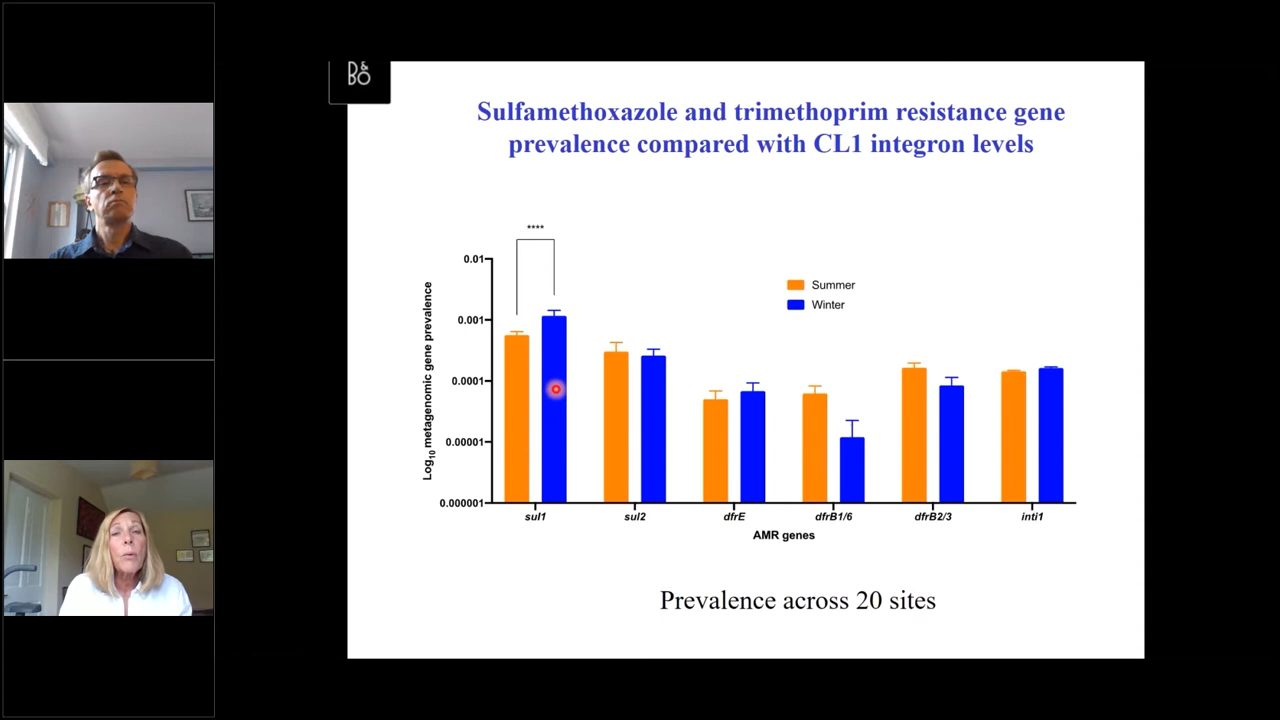 B&
BO
Sulfamethoxazole and trimethoprim resistance gene
prevalence compared with CL1 integron levels
****
0.01
0.001
0.0001
0.00001
0.000001
Log10 metagenomic gene prevalence
Summer
Winter
sul1
sul2
dfrE
dfrB1/6
dfrB2/3
inti1
AMR genes
Prevalence across 20 sites